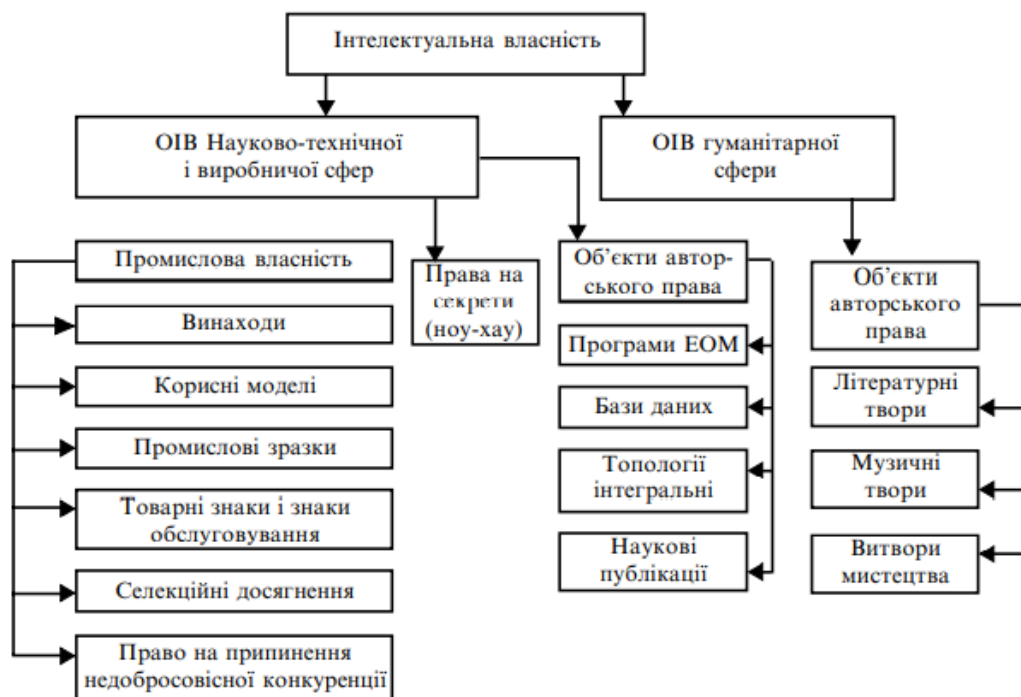 Інтелектуальна власність
ОІВ Науково-технічної
і виробничої сфер
ОІВ гуманітарної
сфери
Промислова власність
Винаходи
Корисні моделі
Промислові зразки
Товарні знаки і знаки
обслуговування
Селекційні досягнення
Право на припинення
недобросовісної конкуренції
Права на
секрети
(ноу-хау)
Об’єкти автор-
ського права
Програми ЕОМ
Бази даних
Топології
інтегральні
Наукові
публікації
Об’єкти
авторського
права
Літературні
твори
Музичні
твори
Витвори
мистецтва